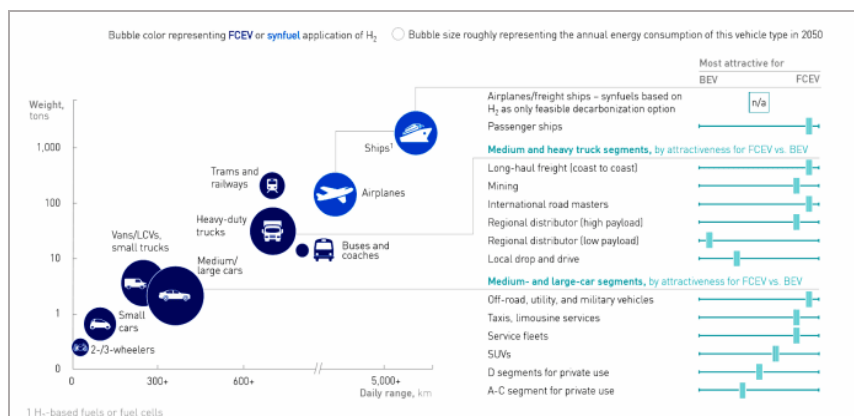 Bubble color representing FCEV or synfuel application of H₂
Bubble size roughly representing the annual energy consumption of this vehicle type in 2050
Weight,
tons
1,000
100
10
1
0
0
300+
600+
5,000+
Daily range, km
Ships¹
Airplanes
Trams and
railways
Heavy-duty
trucks
Buses and
coaches
Vans/LCVs,
small trucks
Medium/
large cars
Small
cars
2-/3-wheelers
Most attractive for
BEV
FCEV
Airplanes/freight ships – synfuels based on
H₂ as only feasible decarbonization option
n/a
Passenger ships
Medium and heavy truck segments, by attractiveness for FCEV vs. BEV
Long-haul freight (coast to coast)
Mining
International road masters
Regional distributor (high payload)
Regional distributor (low payload)
Local drop and drive
Medium- and large-car segments, by attractiveness for FCEV vs. BEV
Off-road, utility, and military vehicles
Taxis, limousine services
Service fleets
SUVs
D segments for private use
A-C segment for private use
1 H₂-based fuels or fuel cells